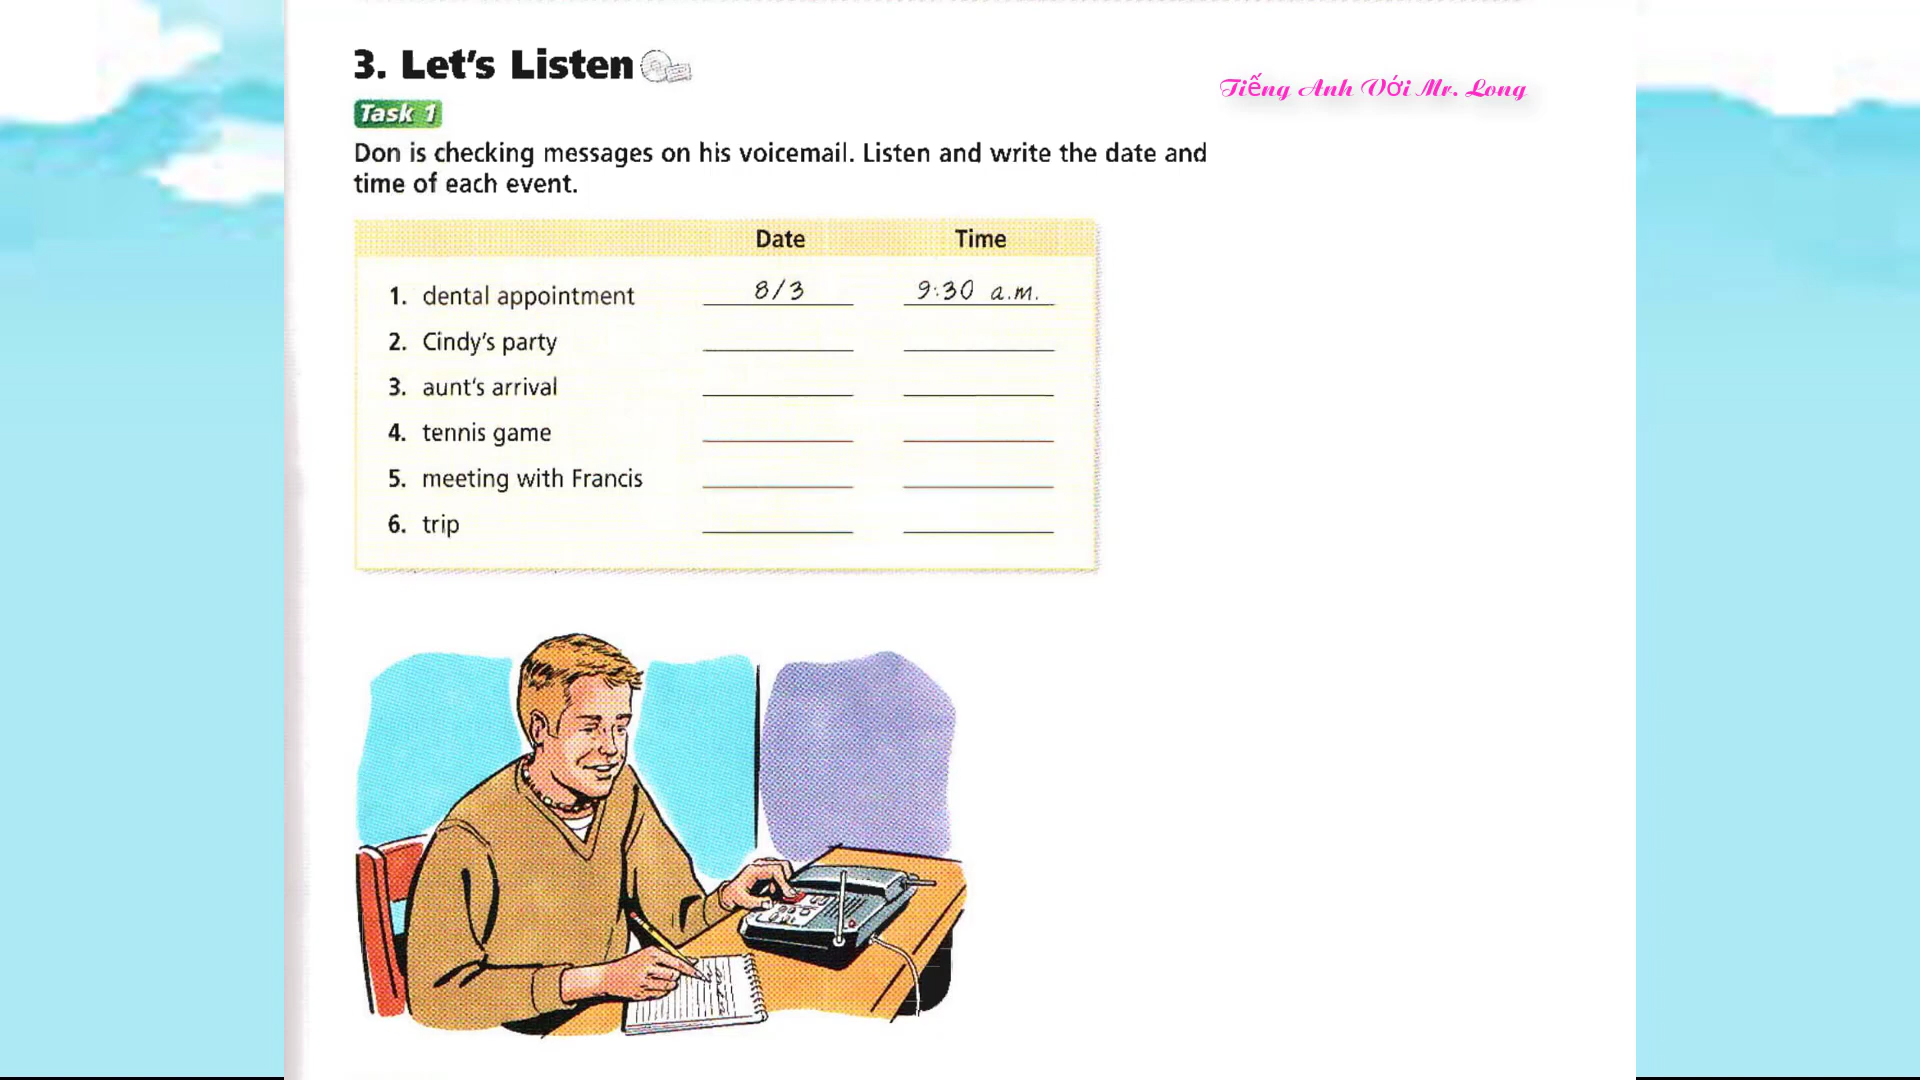 3. Let's Listen
Tiếng Anh Với Mr. Long
Task 1
Don is checking messages on his voicemail. Listen and write the date and
time of each event.
Date Time
1. dental appointment 8/3 9:30 a.m.
2. Cindy's party
3. aunt's arrival
4. tennis game
5. meeting with Francis
6. trip